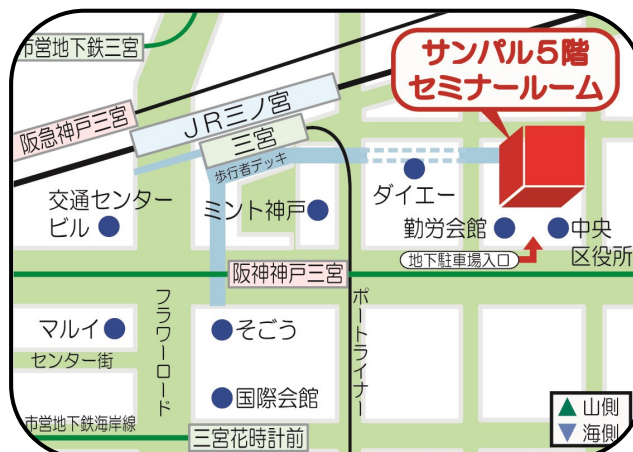 市営地下鉄三宮
サンパル5階
セミナールーム
阪急神戸三宮
JR三ノ宮
三宮
歩行者デッキ
交通センター
ビル
ミント神戸
ダイエー
勤労会館
中央
区役所
地下駐車場入口
阪神神戸三宮
フラワーロード
ポートライナー
マルイ
そごう
センター街
国際会館
市営地下鉄海岸線
三宮花時計前
▲山側
▼海側